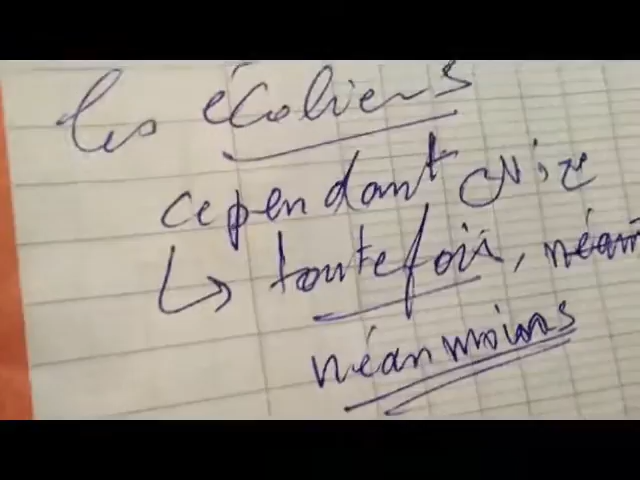 les écoliers
cependant
↳ toutefois, néan
néanmoins